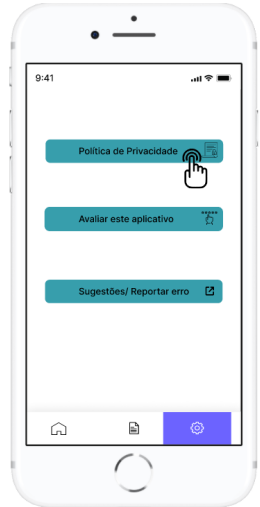 9:41
Política de Privacidade
Avaliar este aplicativo
Sugestões/ Reportar erro